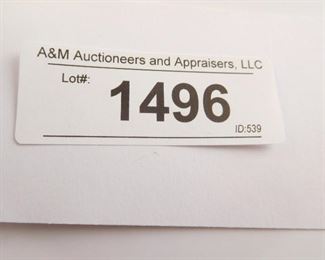 A&M Auctioneers and Appraisers, LLC
Lot#: 1496
ID:539